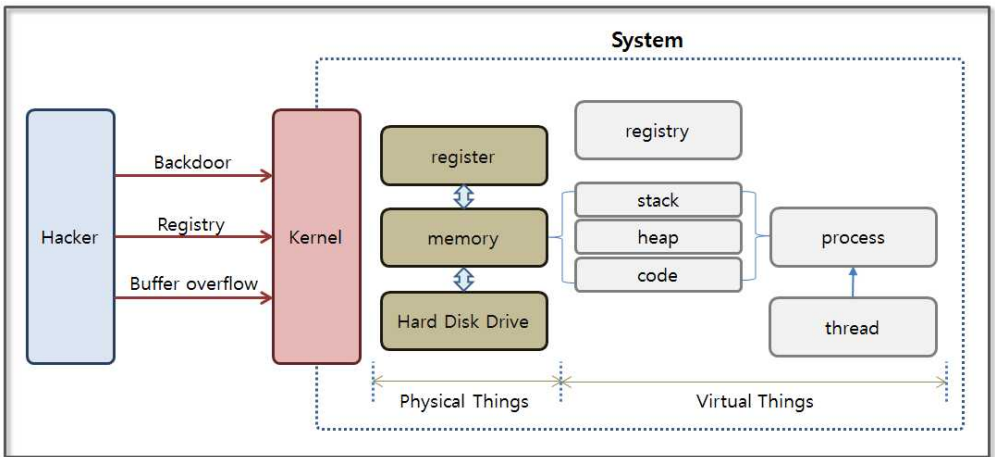 System
Hacker
Backdoor
Registry
Buffer overflow
Kernel
register
memory
Hard Disk Drive
registry
stack
heap
code
process
thread
Physical Things
Virtual Things